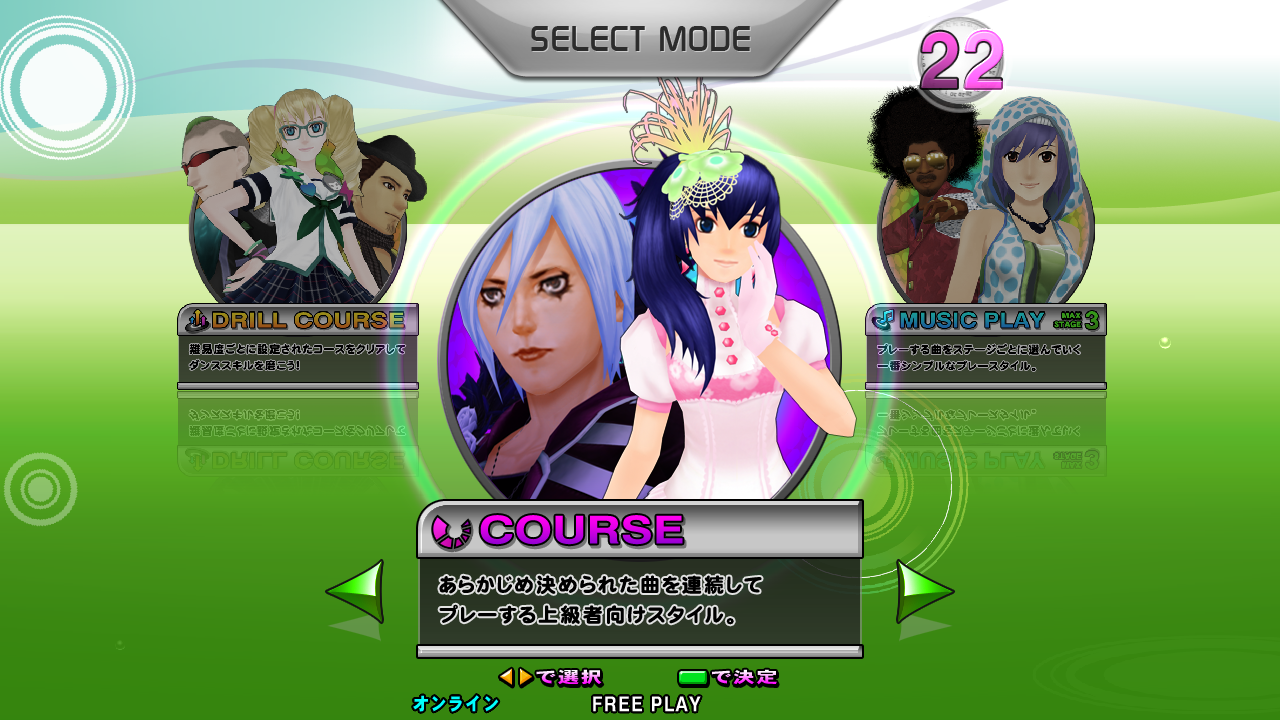 SELECT MODE
22
DRILL COURSE
難易度ごとに設定されたコースをクリアして
ダンススキルを磨こう!
MUSIC PLAY MAX STAGE 3
プレーする曲をステージごとに選んでいく
一番シンプルなプレースタイル。
COURSE
あらかじめ決められた曲を連続して
プレーする上級者向けスタイル。
で選択 で決定
オンライン FREE PLAY